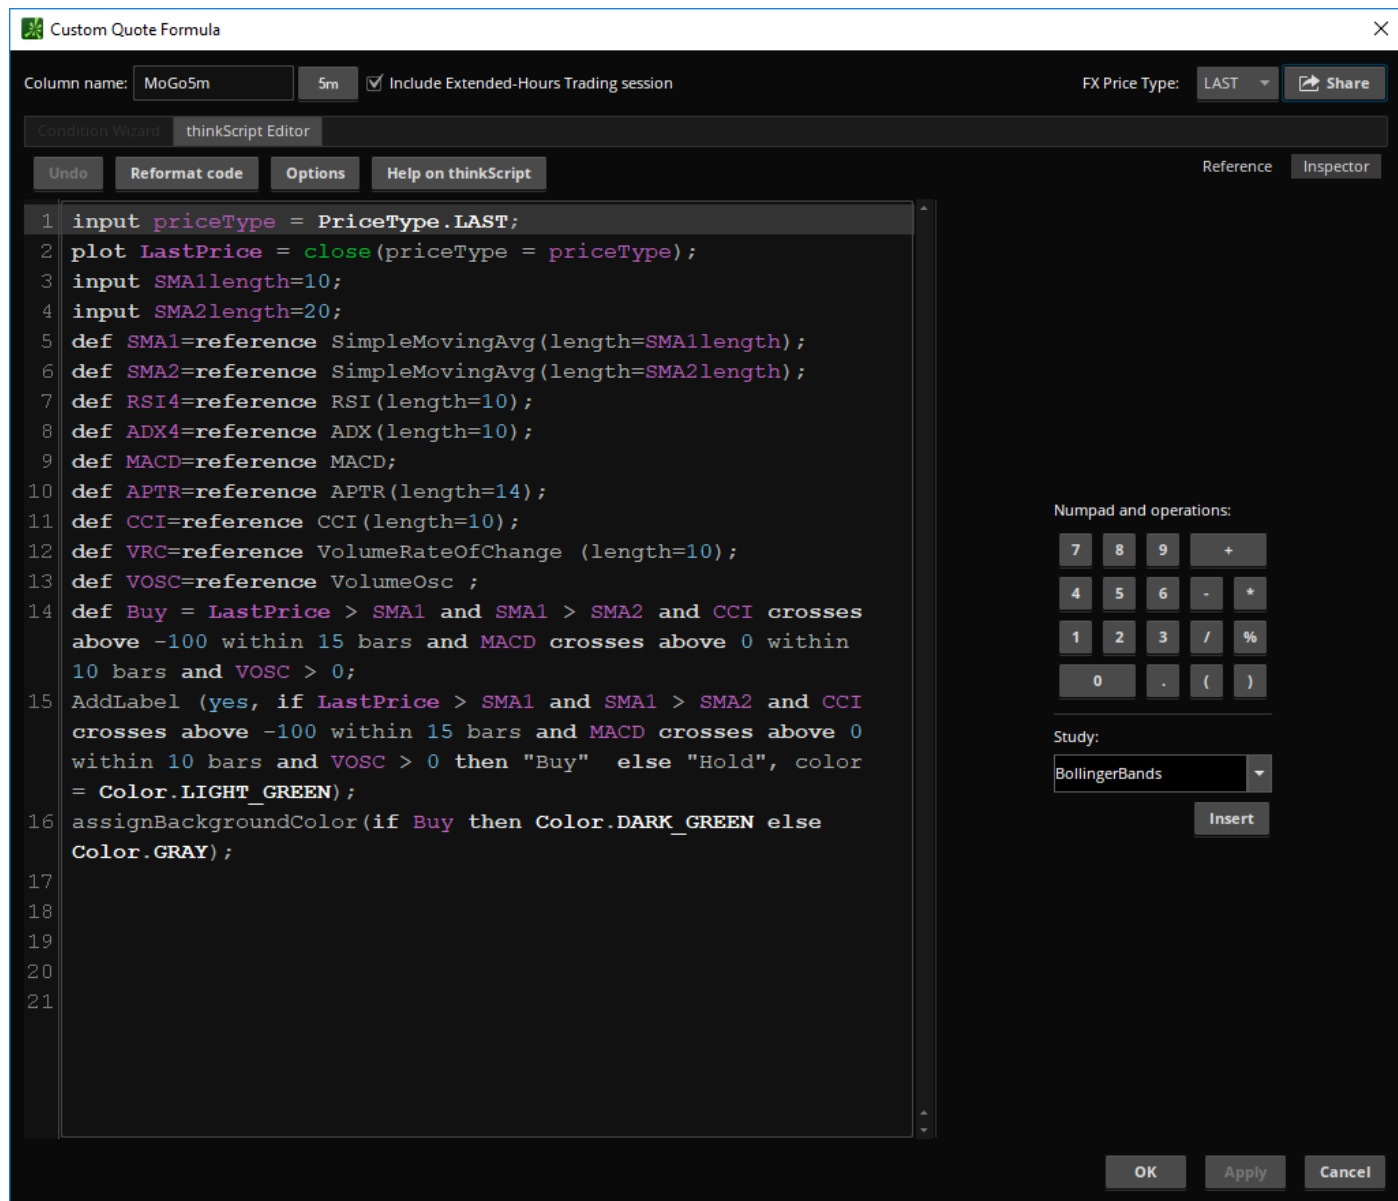 Custom Quote Formula
Column name: MoGo5m 5m Include Extended-Hours Trading session FX Price Type: LAST Share
Condition Wizard thinkScript Editor
Undo Reformat code Options Help on thinkScript Reference Inspector
1 input priceType = PriceType.LAST;
2 plot LastPrice = close(priceType = priceType);
3 input SMA1length=10;
4 input SMA2length=20;
5 def SMA1=reference SimpleMovingAvg(length=SMA1length);
6 def SMA2=reference SimpleMovingAvg(length=SMA2length);
7 def RSI4=reference RSI(length=10);
8 def ADX4=reference ADX(length=10);
9 def MACD=reference MACD;
10 def APTR=reference APTR(length=14);
11 def CCI=reference CCI(length=10);
12 def VRC=reference VolumeRateOfChange (length=10);
13 def VOSC=reference VolumeOsc ;
14 def Buy = LastPrice > SMA1 and SMA1 > SMA2 and CCI crosses
above -100 within 15 bars and MACD crosses above 0 within
10 bars and VOSC > 0;
15 AddLabel (yes, if LastPrice > SMA1 and SMA1 > SMA2 and CCI
crosses above -100 within 15 bars and MACD crosses above 0
within 10 bars and VOSC > 0 then "Buy"  else "Hold", color
= Color.LIGHT_GREEN);
16 assignBackgroundColor(if Buy then Color.DARK_GREEN else
Color.GRAY);
17
18
19
20
21
Numpad and operations:
7 8 9 +
4 5 6 - *
1 2 3 / %
0 . ( )
Study:
BollingerBands
Insert
OK Apply Cancel